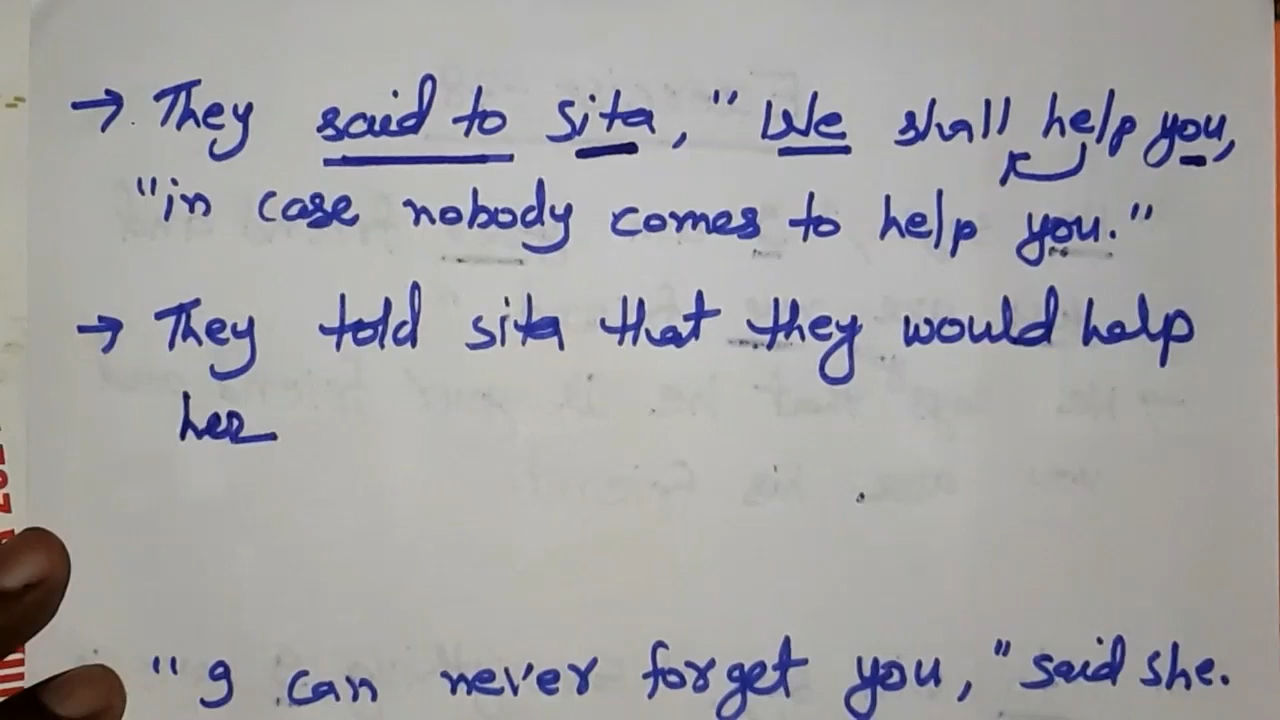 → They said to sita, "We shall help you,
"in case nobody comes to help you."
→ They told sita that they would help
her
"I can never forget you," said she.